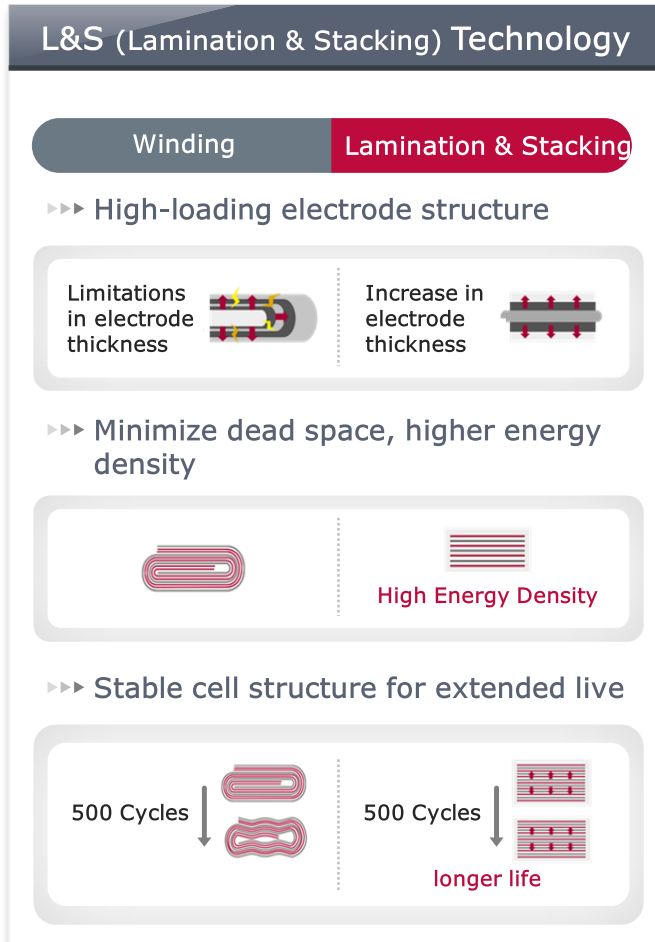 L&S (Lamination & Stacking) Technology
Winding
Lamination & Stacking
High-loading electrode structure
Limitations
in electrode
thickness
Increase in
electrode
thickness
Minimize dead space, higher energy
density
High Energy Density
Stable cell structure for extended live
500 Cycles
500 Cycles
longer life